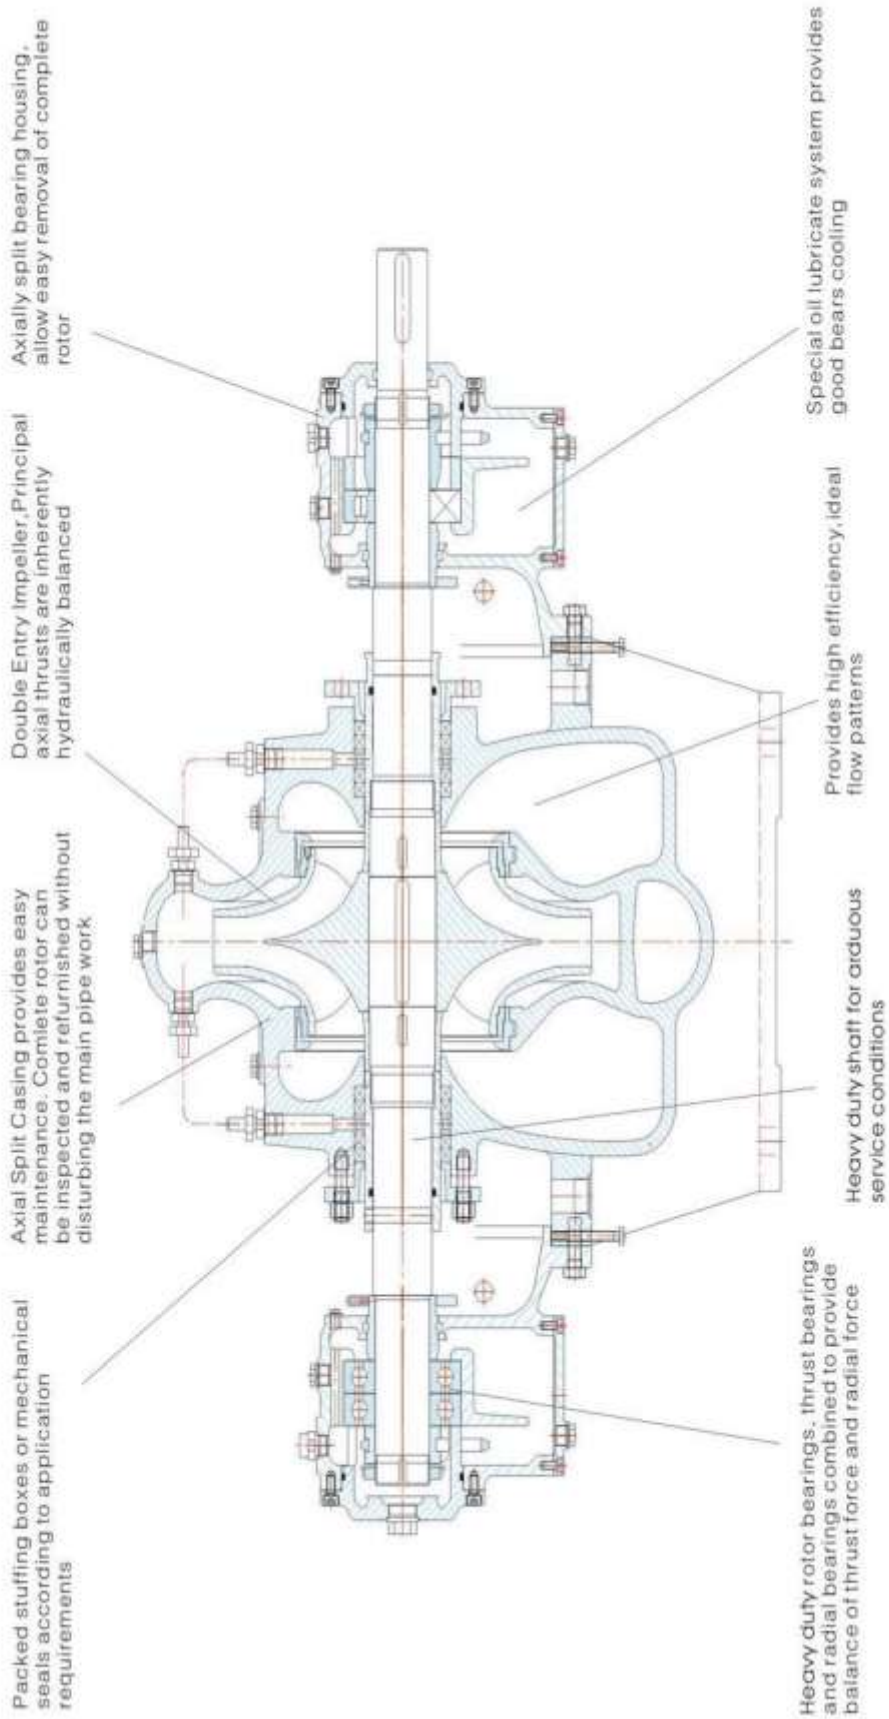 Packed stuffing boxes or mechanical
seals according to application
requirements
Axial Split Casing provides easy
maintenance. Comlete rotor can
be inspected and refurnished without
disturbing the main pipe work
Double Entry Impeller,Principal
axial thrusts are inherently
hydraulically balanced
Axially split bearing housing,
allow easy removal of complete
rotor
Heavy duty rotor bearings, thrust bearings
and radial bearings combined to provide
balance of thrust force and radial force
Heavy duty shaft for arduous
service conditions
Provides high efficiency,ideal
flow patterns
Special oil lubricate system provides
good bears cooling